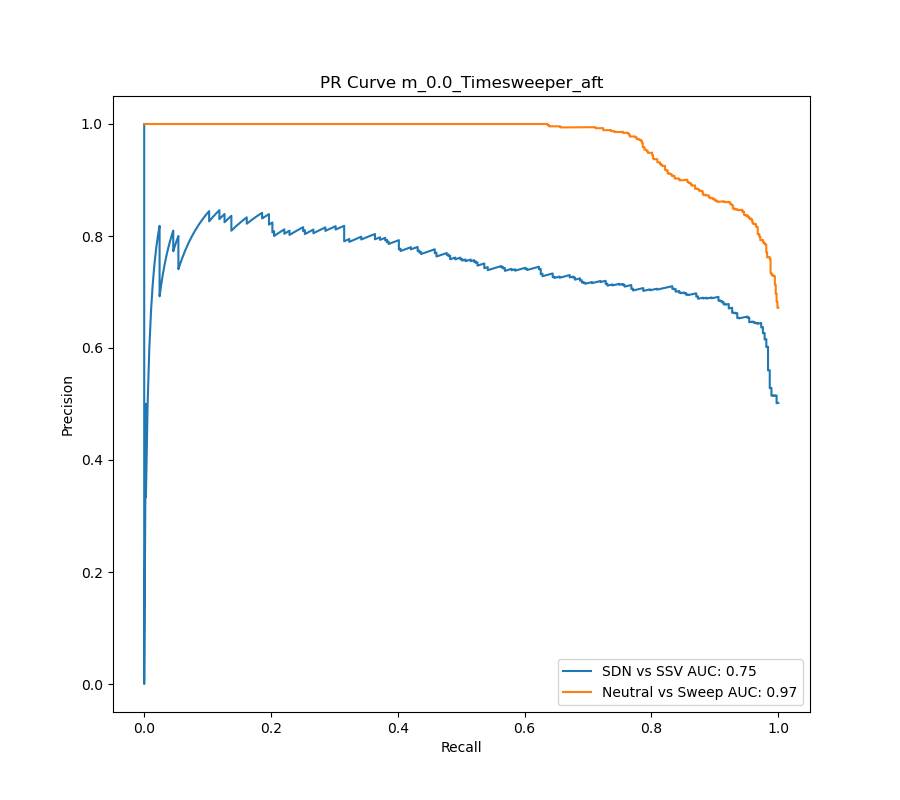 PR Curve m_0.0_Timesweeper_aft
1.0
0.8
0.6
0.4
0.2
0.0
Precision
0.0 0.2 0.4 0.6 0.8 1.0
Recall
SDN vs SSV AUC: 0.75
Neutral vs Sweep AUC: 0.97